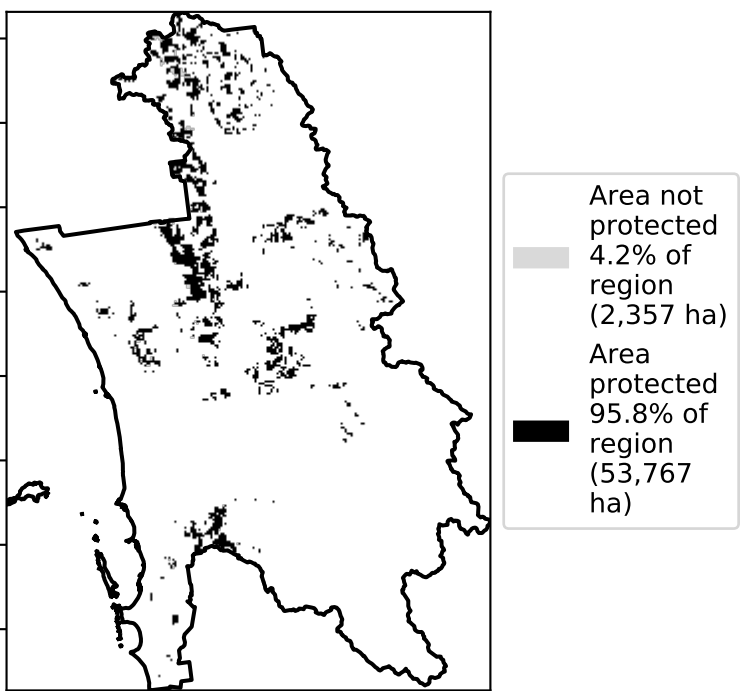 Area not
protected
4.2% of
region
(2,357 ha)
Area
protected
95.8% of
region
(53,767
ha)